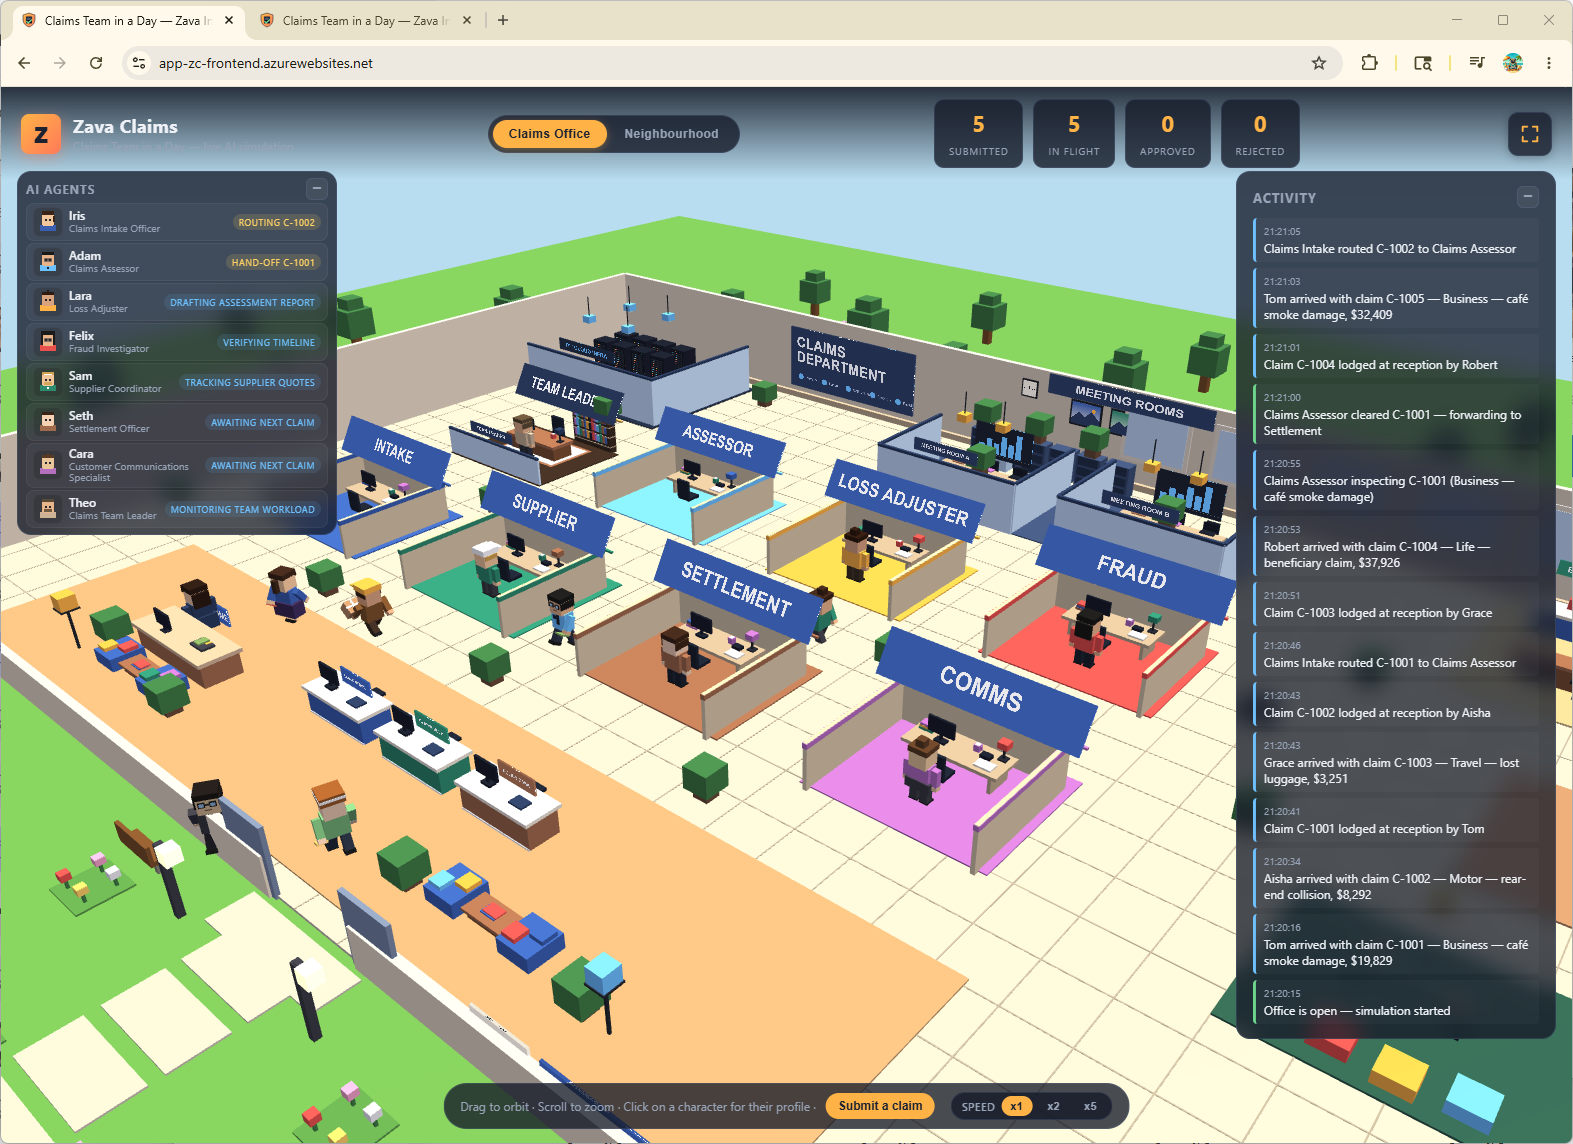 Claims Team in a Day — Zava In
Claims Team in a Day — Zava In
app-zc-frontend.azurewebsites.net
Z
Zava Claims
Claims Office
Neighbourhood
5
SUBMITTED
5
IN FLIGHT
0
APPROVED
0
REJECTED
AI AGENTS
Iris
Claims Intake Officer
ROUTING C-1002
Adam
Claims Assessor
HAND-OFF C-1001
Lara
Loss Adjuster
DRAFTING ASSESSMENT REPORT
Felix
Fraud Investigator
VERIFYING TIMELINE
Sam
Supplier Coordinator
TRACKING SUPPLIER QUOTES
Seth
Settlement Officer
AWAITING NEXT CLAIM
Cara
Customer Communications
Specialist
AWAITING NEXT CLAIM
Theo
Claims Team Leader
MONITORING TEAM WORKLOAD
CLAIMS
DEPARTMENT
MEETING ROOMS
TEAM LEAD
INTAKE
ASSESSOR
MEETING ROOM A
SUPPLIER
LOSS ADJUSTER
MEETING ROOM B
SETTLEMENT
FRAUD
COMMS
ACTIVITY
21:21:05
Claims Intake routed C-1002 to Claims Assessor
21:21:03
Tom arrived with claim C-1005 — Business — café
smoke damage, $32,409
21:21:01
Claim C-1004 lodged at reception by Robert
21:21:00
Claims Assessor cleared C-1001 — forwarding to
Settlement
21:20:55
Claims Assessor inspecting C-1001 (Business —
café smoke damage)
21:20:53
Robert arrived with claim C-1004 — Life —
beneficiary claim, $37,926
21:20:51
Claim C-1003 lodged at reception by Grace
21:20:46
Claims Intake routed C-1001 to Claims Assessor
21:20:43
Claim C-1002 lodged at reception by Aisha
21:20:43
Grace arrived with claim C-1003 — Travel — lost
luggage, $3,251
21:20:41
Claim C-1001 lodged at reception by Tom
21:20:34
Aisha arrived with claim C-1002 — Motor — rear-
end collision, $8,292
21:20:16
Tom arrived with claim C-1001 — Business — café
smoke damage, $19,829
21:20:15
Office is open — simulation started
Drag to orbit · Scroll to zoom · Click on a character for their profile ·
Submit a claim
SPEED
x1
x2
x5